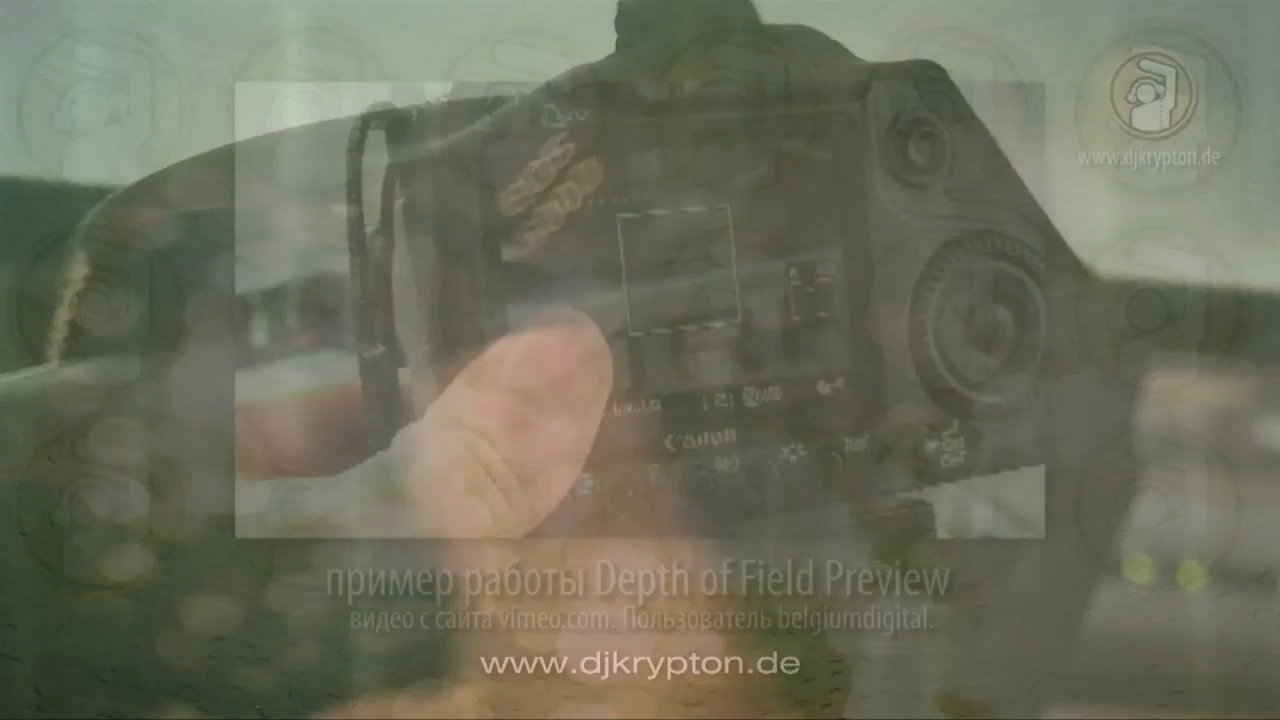 www.djkrypton.de
Canon
пример работы Depth of Field Preview
видео с сайта vimeo.com. Пользователь belgiumdigital.
www.djkrypton.de